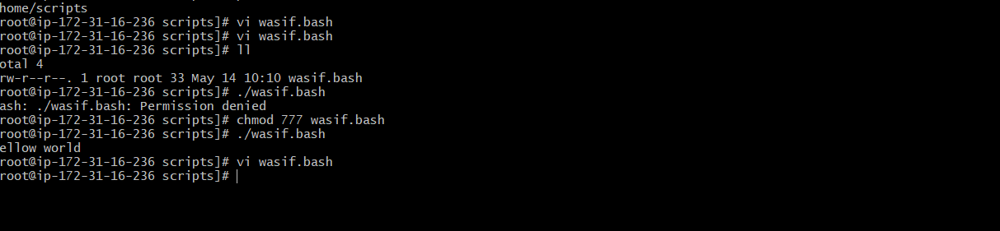 home/scripts
root@ip-172-31-16-236 scripts]# vi wasif.bash
root@ip-172-31-16-236 scripts]# vi wasif.bash
root@ip-172-31-16-236 scripts]# ll
otal 4
rw-r--r--. 1 root root 33 May 14 10:10 wasif.bash
root@ip-172-31-16-236 scripts]# ./wasif.bash
ash: ./wasif.bash: Permission denied
root@ip-172-31-16-236 scripts]# chmod 777 wasif.bash
root@ip-172-31-16-236 scripts]# ./wasif.bash
ellow world
root@ip-172-31-16-236 scripts]# vi wasif.bash
root@ip-172-31-16-236 scripts]#